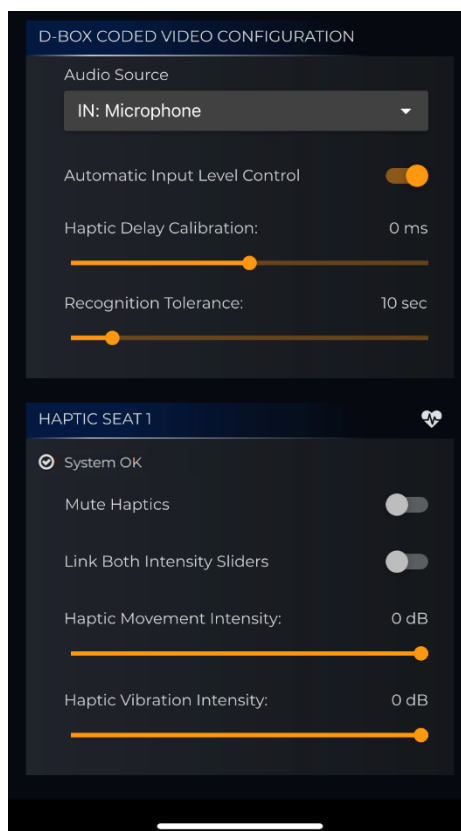 D-BOX CODED VIDEO CONFIGURATION
Audio Source
IN: Microphone
Automatic Input Level Control
Haptic Delay Calibration: 0 ms
Recognition Tolerance: 10 sec
HAPTIC SEAT 1
System OK
Mute Haptics
Link Both Intensity Sliders
Haptic Movement Intensity: 0 dB
Haptic Vibration Intensity: 0 dB